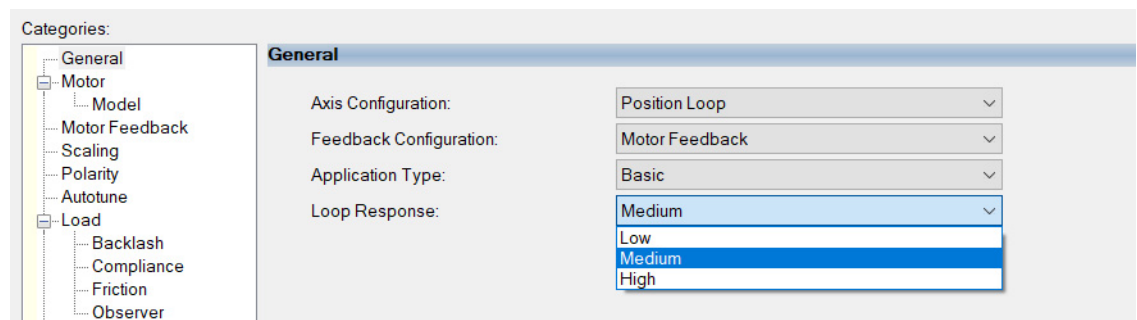 Categories:
General
Motor
Model
Motor Feedback
Scaling
Polarity
Autotune
Load
Backlash
Compliance
Friction
Observer
General
Axis Configuration: Position Loop
Feedback Configuration: Motor Feedback
Application Type: Basic
Loop Response: Medium
Low
Medium
High